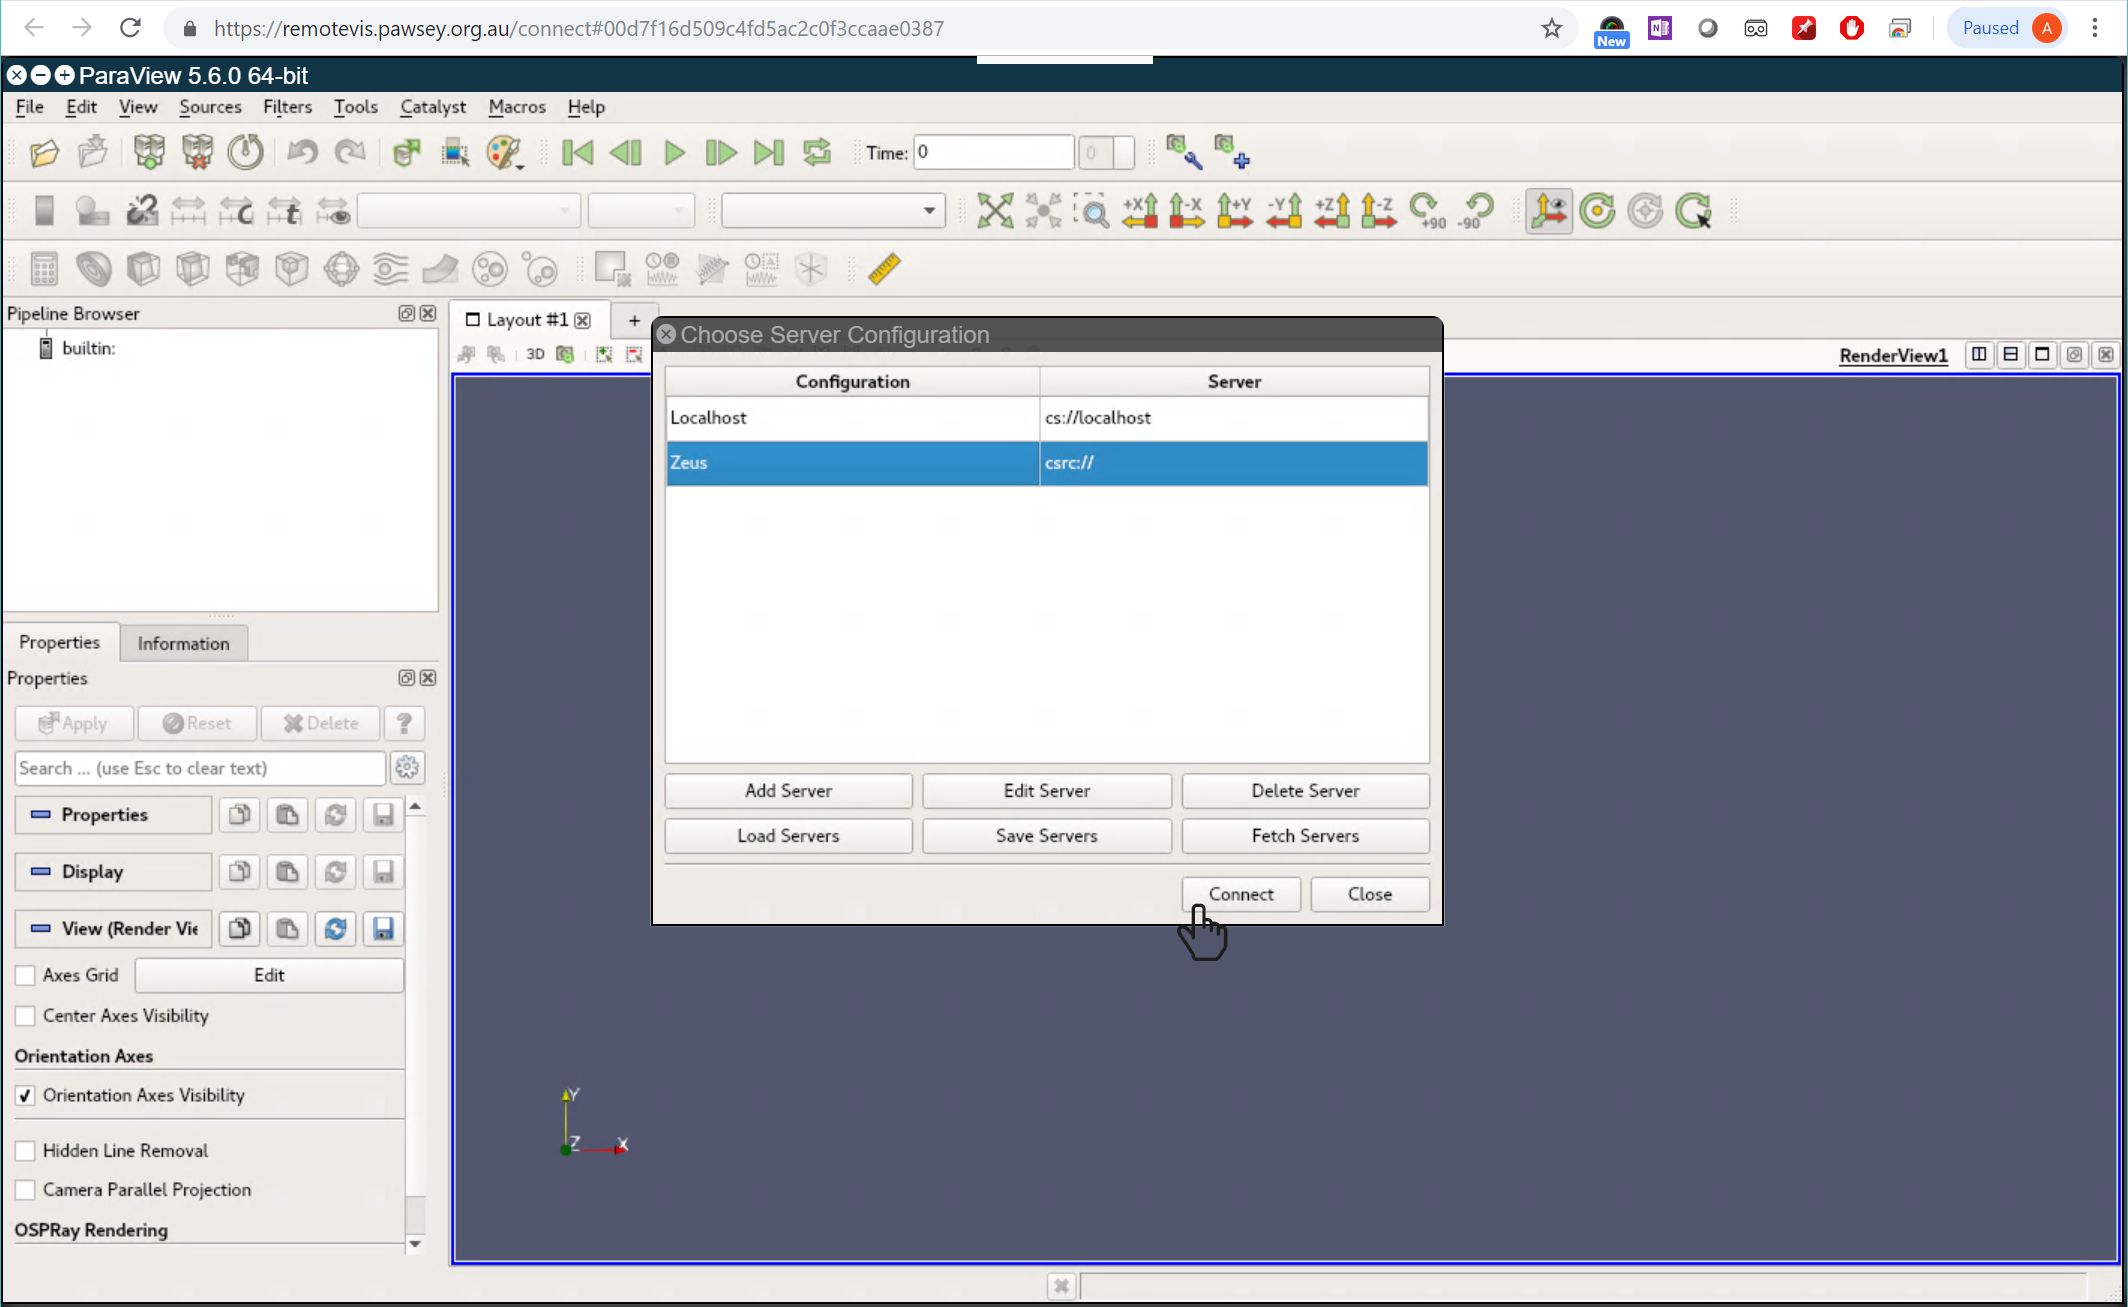 https://remotevis.pawsey.org.au/connect#00d7f16d509c4fd5ac2c0f3ccaae0387
New
N
Paused
A
ParaView 5.6.0 64-bit
File Edit View Sources Filters Tools Catalyst Macros Help
Time: 0
0
C t +X -X +Y -Y +Z -Z +90 -90
Pipeline Browser
builtin:
Layout #1
+
3D
RenderView1
Choose Server Configuration
Configuration Server
Localhost cs://localhost
Zeus csrc://
Add Server Edit Server Delete Server
Load Servers Save Servers Fetch Servers
Connect Close
Properties Information
Properties
Apply Reset Delete ?
Search ... (use Esc to clear text)
Properties
Display
View (Render Vie
Axes Grid Edit
Center Axes Visibility
Orientation Axes
Orientation Axes Visibility
Hidden Line Removal
Camera Parallel Projection
OSPRay Rendering
Y
Z
X